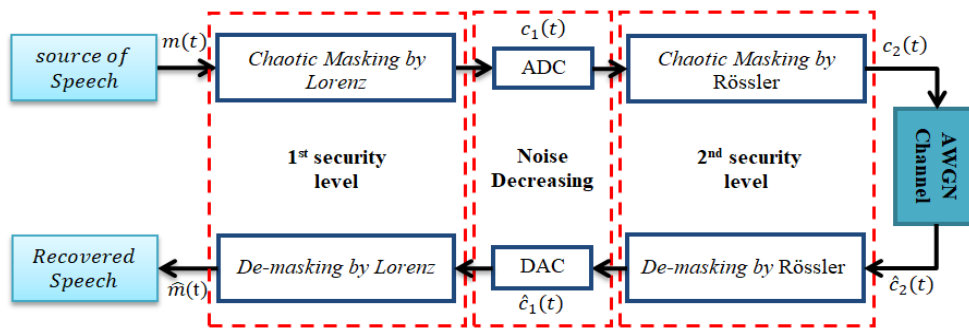 source of
Speech
m(t)
Chaotic Masking by
Lorenz
c₁(t)
ADC
Chaotic Masking by
Rössler
c₂(t)
AWGN
Channel
1st security
level
Noise
Decreasing
2nd security
level
Recovered
Speech
m̂(t)
De-masking by Lorenz
DAC
ĉ₁(t)
De-masking by Rössler
ĉ₂(t)